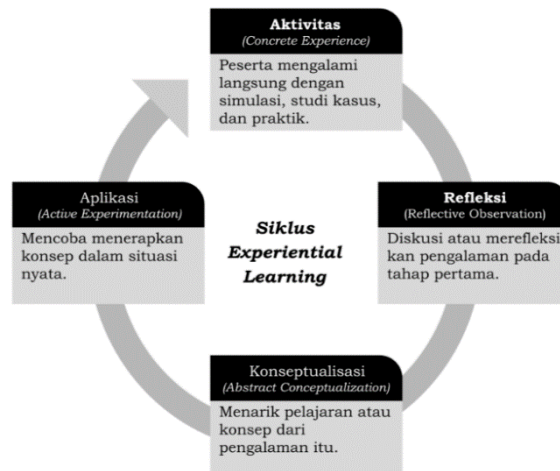 Aktivitas
(Concrete Experience)
Peserta mengalami
langsung dengan
simulasi, studi kasus,
dan praktik.
Refleksi
(Reflective Observation)
Diskusi atau merefleksi
kan pengalaman pada
tahap pertama.
Konseptualisasi
(Abstract Conceptualization)
Menarik pelajaran atau
konsep dari
pengalaman itu.
Aplikasi
(Active Experimentation)
Mencoba menerapkan
konsep dalam situasi
nyata.
Siklus
Experiential
Learning